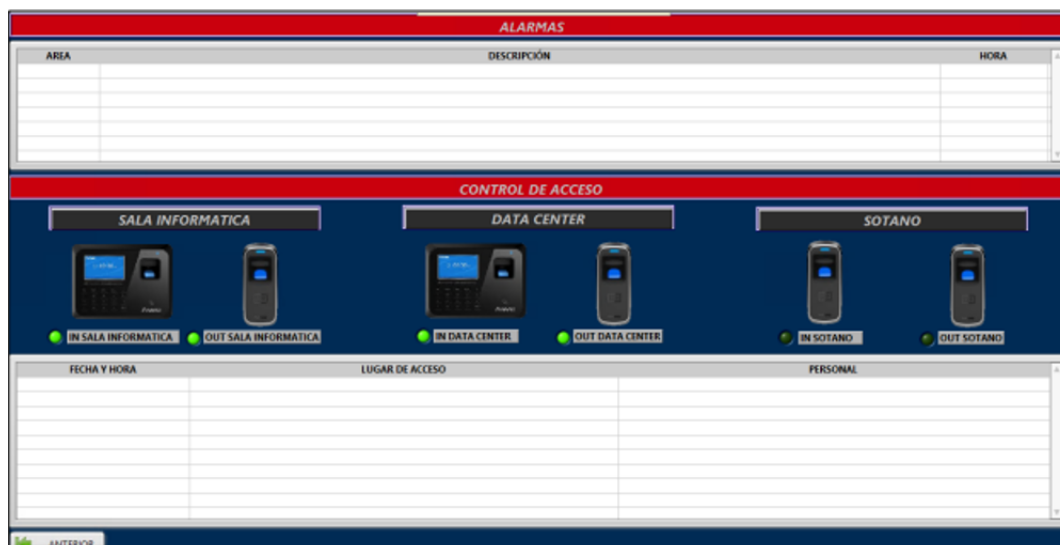 ALARMAS
AREA DESCRIPCIÓN HORA
CONTROL DE ACCESO
SALA INFORMATICA DATA CENTER SOTANO
IN SALA INFORMATICA OUT SALA INFORMATICA IN DATA CENTER OUT DATA CENTER IN SOTANO OUT SOTANO
FECHA Y HORA LUGAR DE ACCESO PERSONAL
ANTERIOR